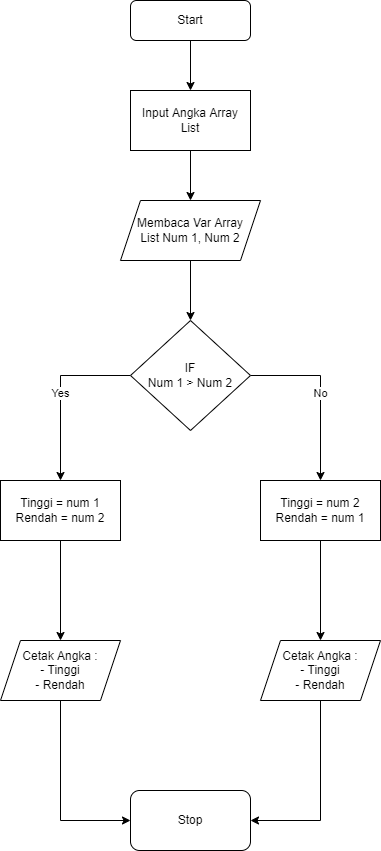 Start
Input Angka Array
List
Membaca Var Array
List Num 1, Num 2
IF
Num 1 > Num 2
Yes
No
Tinggi = num 1
Rendah = num 2
Tinggi = num 2
Rendah = num 1
Cetak Angka :
- Tinggi
- Rendah
Cetak Angka :
- Tinggi
- Rendah
Stop